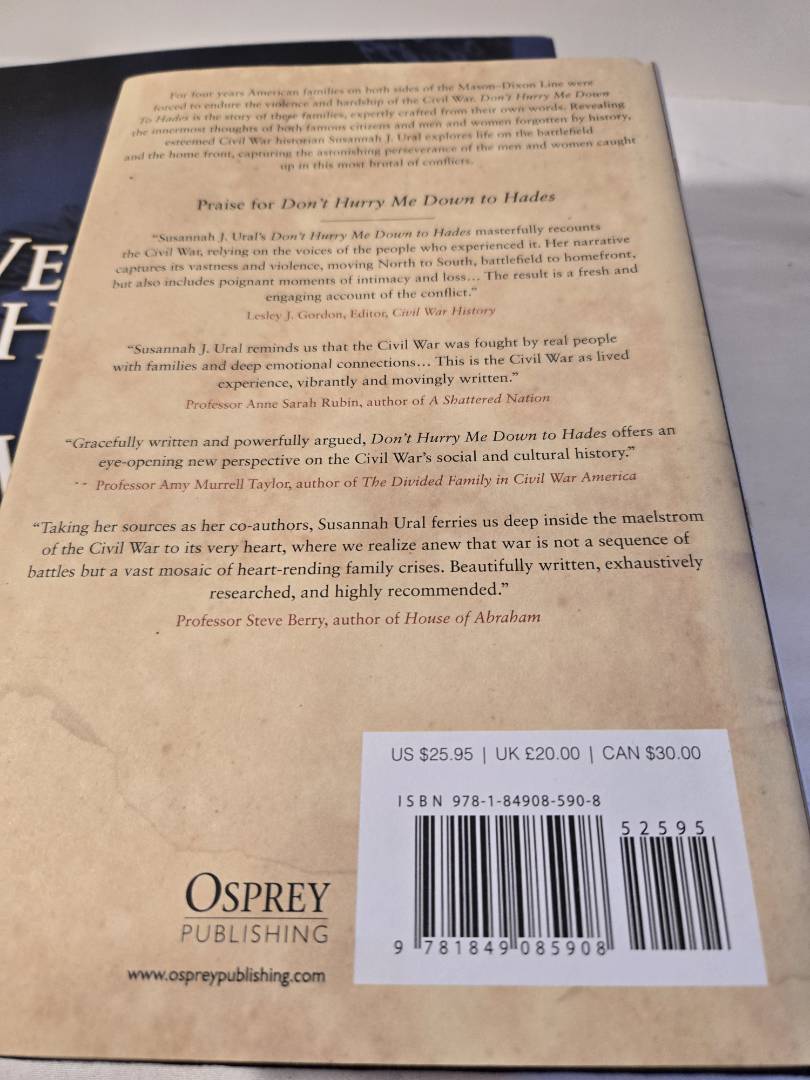 For four years American families on both sides of the Mason–Dixon Line were
forced to endure the violence and hardship of the Civil War. Don't Hurry Me Down
To Hades is the story of these families, expertly crafted from their own words. Revealing
the innermost thoughts of both famous citizens and men and women forgotten by history,
esteemed Civil War historian Susannah J. Ural explores life on the battlefield
and the home front, capturing the astonishing perseverance of the men and women caught
up in this most brutal of conflicts.
Praise for Don't Hurry Me Down to Hades
“Susannah J. Ural's Don't Hurry Me Down to Hades masterfully recounts
the Civil War, relying on the voices of the people who experienced it. Her narrative
captures its vastness and violence, moving North to South, battlefield to homefront,
but also includes poignant moments of intimacy and loss… The result is a fresh and
engaging account of the conflict.”
Lesley J. Gordon, Editor, Civil War History
“Susannah J. Ural reminds us that the Civil War was fought by real people
with families and deep emotional connections… This is the Civil War as lived
experience, vibrantly and movingly written.”
Professor Anne Sarah Rubin, author of A Shattered Nation
“Gracefully written and powerfully argued, Don't Hurry Me Down to Hades offers an
eye-opening new perspective on the Civil War's social and cultural history.”
Professor Amy Murrell Taylor, author of The Divided Family in Civil War America
“Taking her sources as her co-authors, Susannah Ural ferries us deep inside the maelstrom
of the Civil War to its very heart, where we realize anew that war is not a sequence of
battles but a vast mosaic of heart-rending family crises. Beautifully written, exhaustively
researched, and highly recommended.”
Professor Steve Berry, author of House of Abraham
US $25.95 | UK £20.00 | CAN $30.00
ISBN 978-1-84908-590-8
52595
9 781849 085908
OSPREY
PUBLISHING
www.ospreypublishing.com